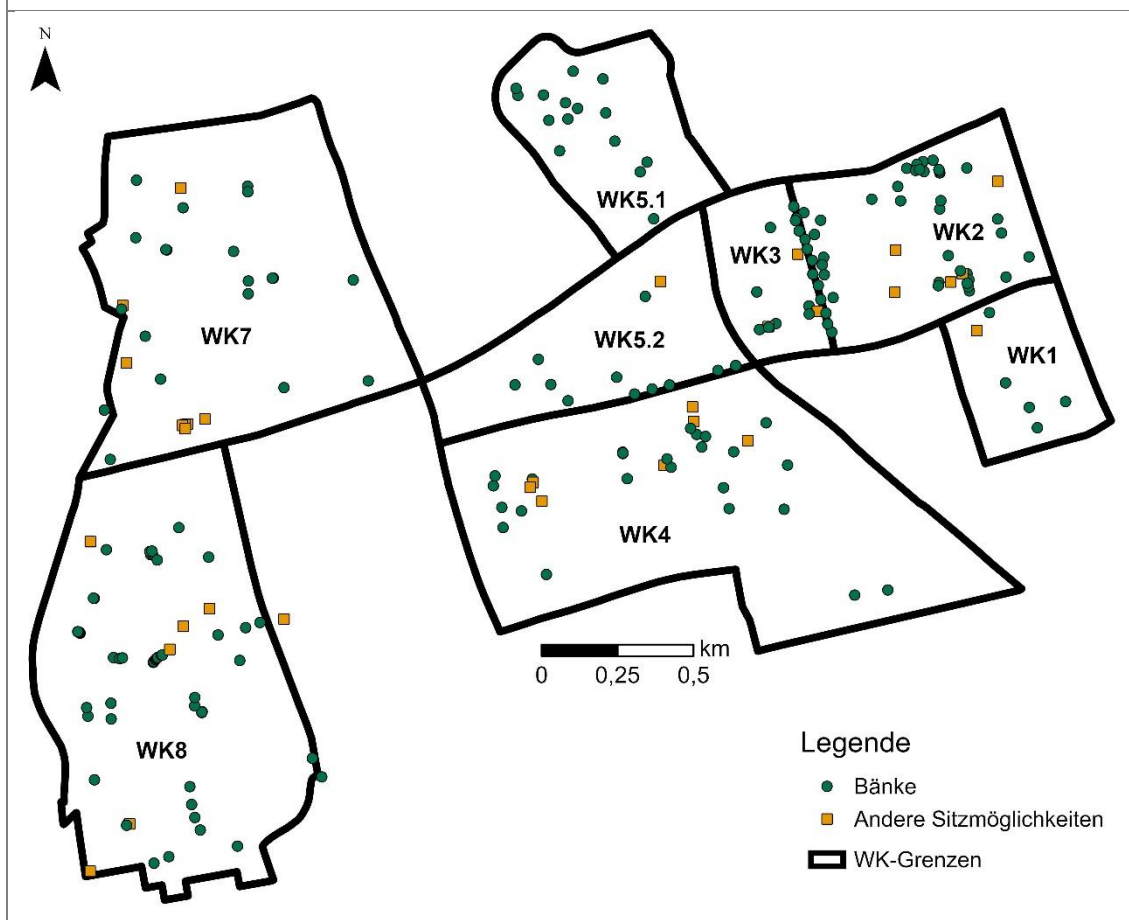 N
WK5.1
WK3
WK2
WK7
WK5.2
WK1
WK4
km
0 0,25 0,5
WK8
Legende
Bänke
Andere Sitzmöglichkeiten
WK-Grenzen